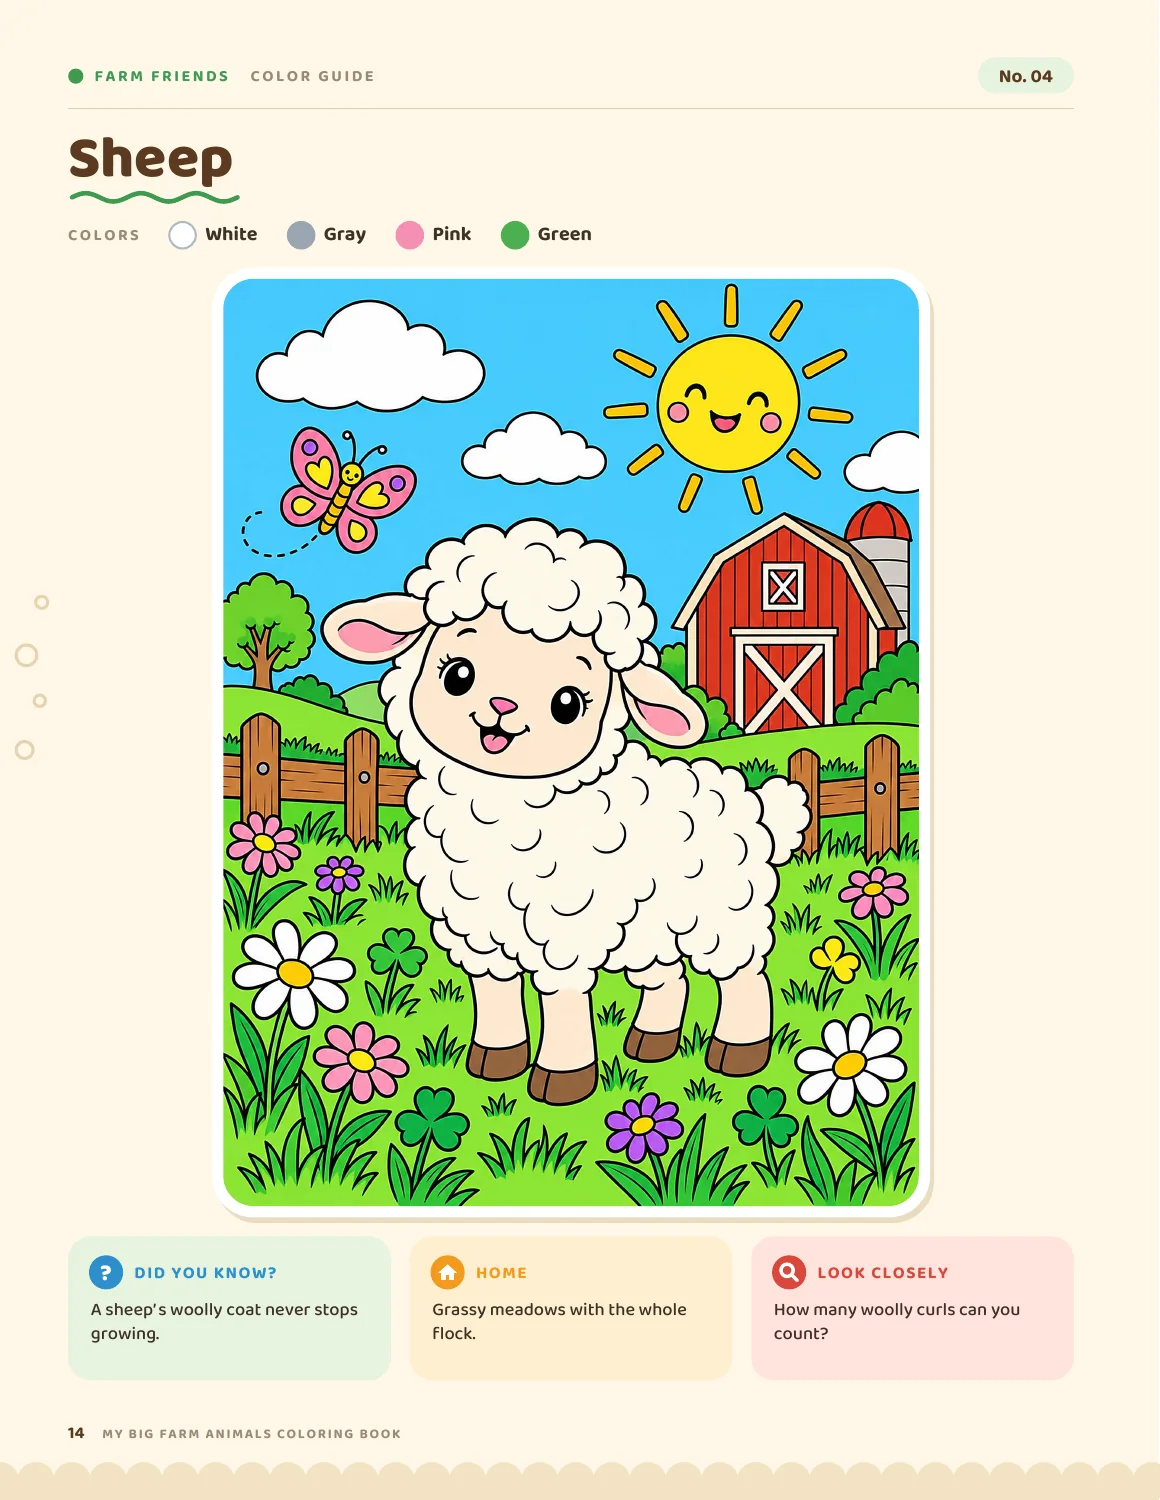 FARM FRIENDS COLOR GUIDE No. 04
Sheep
COLORS White Gray Pink Green
? DID YOU KNOW?
A sheep's woolly coat never stops
growing.
HOME
Grassy meadows with the whole
flock.
LOOK CLOSELY
How many woolly curls can you
count?
14 MY BIG FARM ANIMALS COLORING BOOK